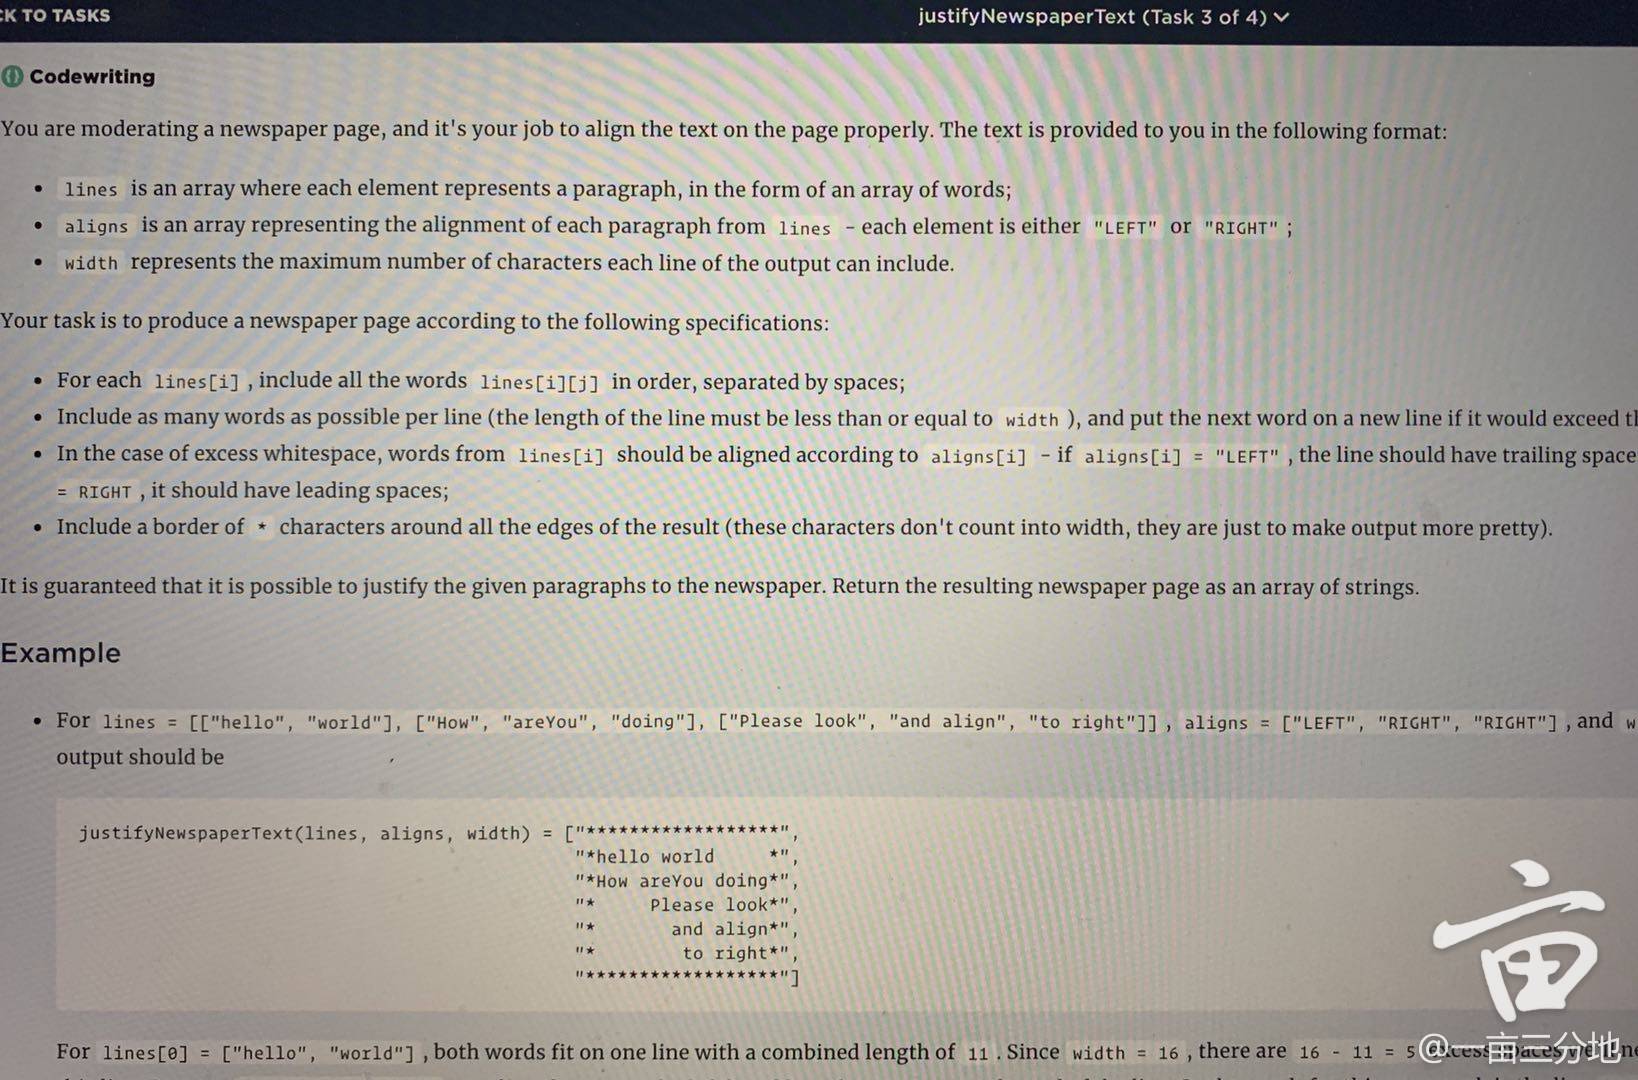 CK TO TASKS
justifyNewspaperText (Task 3 of 4)
Codewriting
You are moderating a newspaper page, and it's your job to align the text on the page properly. The text is provided to you in the following format:
• lines is an array where each element represents a paragraph, in the form of an array of words;
• aligns is an array representing the alignment of each paragraph from lines - each element is either "LEFT" or "RIGHT" ;
• width represents the maximum number of characters each line of the output can include.
Your task is to produce a newspaper page according to the following specifications:
• For each lines[i] , include all the words lines[i][j] in order, separated by spaces;
• Include as many words as possible per line (the length of the line must be less than or equal to width ), and put the next word on a new line if it would exceed
• In the case of excess whitespace, words from lines[i] should be aligned according to aligns[i] - if aligns[i] = "LEFT" , the line should have trailing space
= RIGHT , it should have leading spaces;
• Include a border of * characters around all the edges of the result (these characters don't count into width, they are just to make output more pretty).
It is guaranteed that it is possible to justify the given paragraphs to the newspaper. Return the resulting newspaper page as an array of strings.
Example
• For lines = [["hello", "world"], ["How", "areYou", "doing"], ["Please look", "and align", "to right"]] , aligns = ["LEFT", "RIGHT", "RIGHT"] , and w
output should be
justifyNewspaperText(lines, aligns, width) = ["******************",
"*hello world     *",
"*How areYou doing*",
"*     Please look*",
"*       and align*",
"*        to right*",
"******************"]
亩
For lines[0] = ["hello", "world"] , both words fit on one line with a combined length of 11 . Since width = 16 , there are 16 - 11 = 5 excess spaces
@一亩三分地